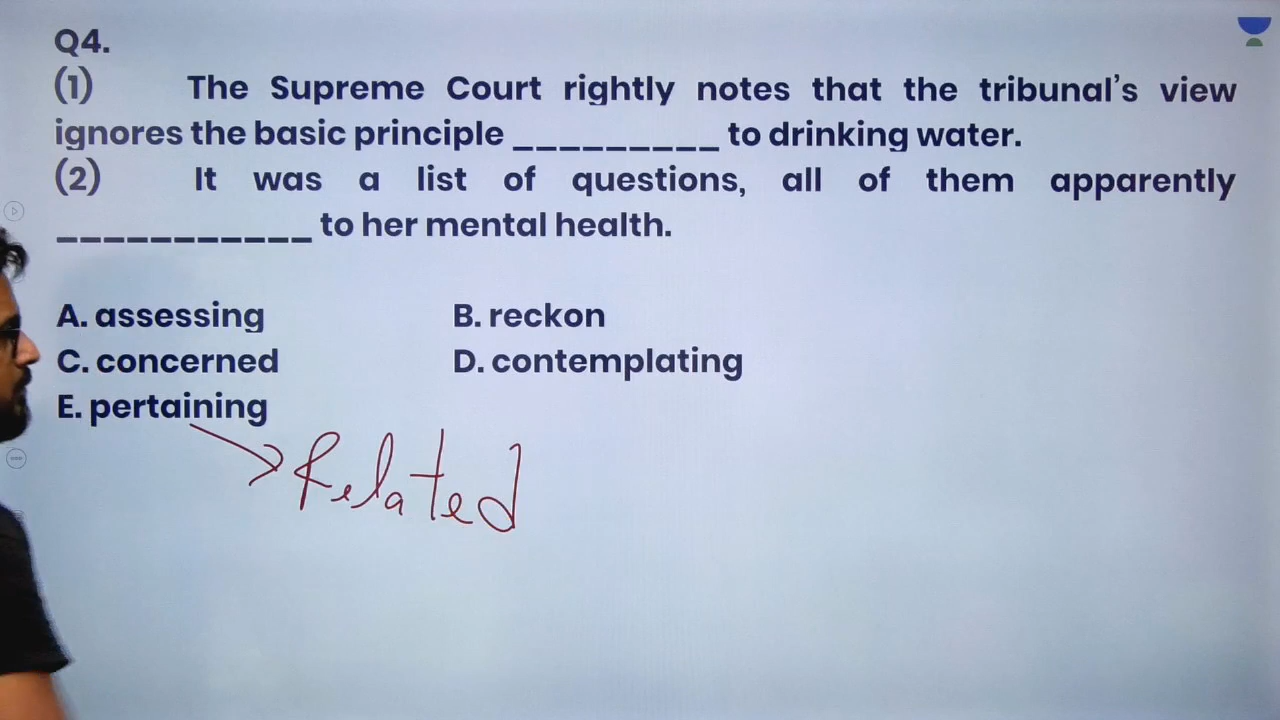 Q4.
(1) The Supreme Court rightly notes that the tribunal's view
ignores the basic principle _________ to drinking water.
(2) It was a list of questions, all of them apparently
___________ to her mental health.
A. assessing B. reckon
C. concerned D. contemplating
E. pertaining
Related